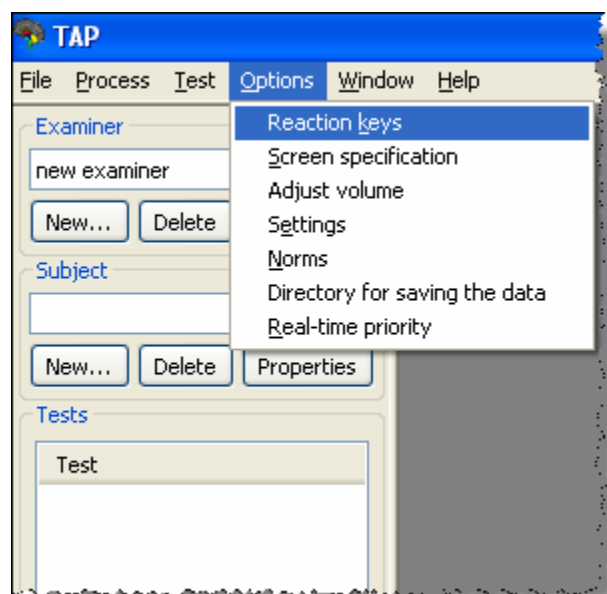 TAP
File Process Test Options Window Help
Reaction keys
Screen specification
Adjust volume
Settings
Norms
Directory for saving the data
Real-time priority
Examiner
new examiner
New... Delete
Subject
New... Delete Properties
Tests
Test